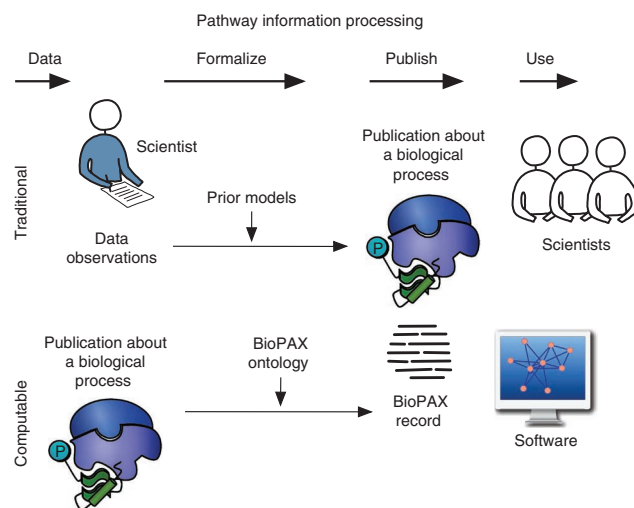 Pathway information processing
Data
Formalize
Publish
Use
Traditional
Scientist
Data
observations
Prior models
Publication about
a biological
process
P
Scientists
Computable
Publication about
a biological
process
P
BioPAX
ontology
BioPAX
record
Software